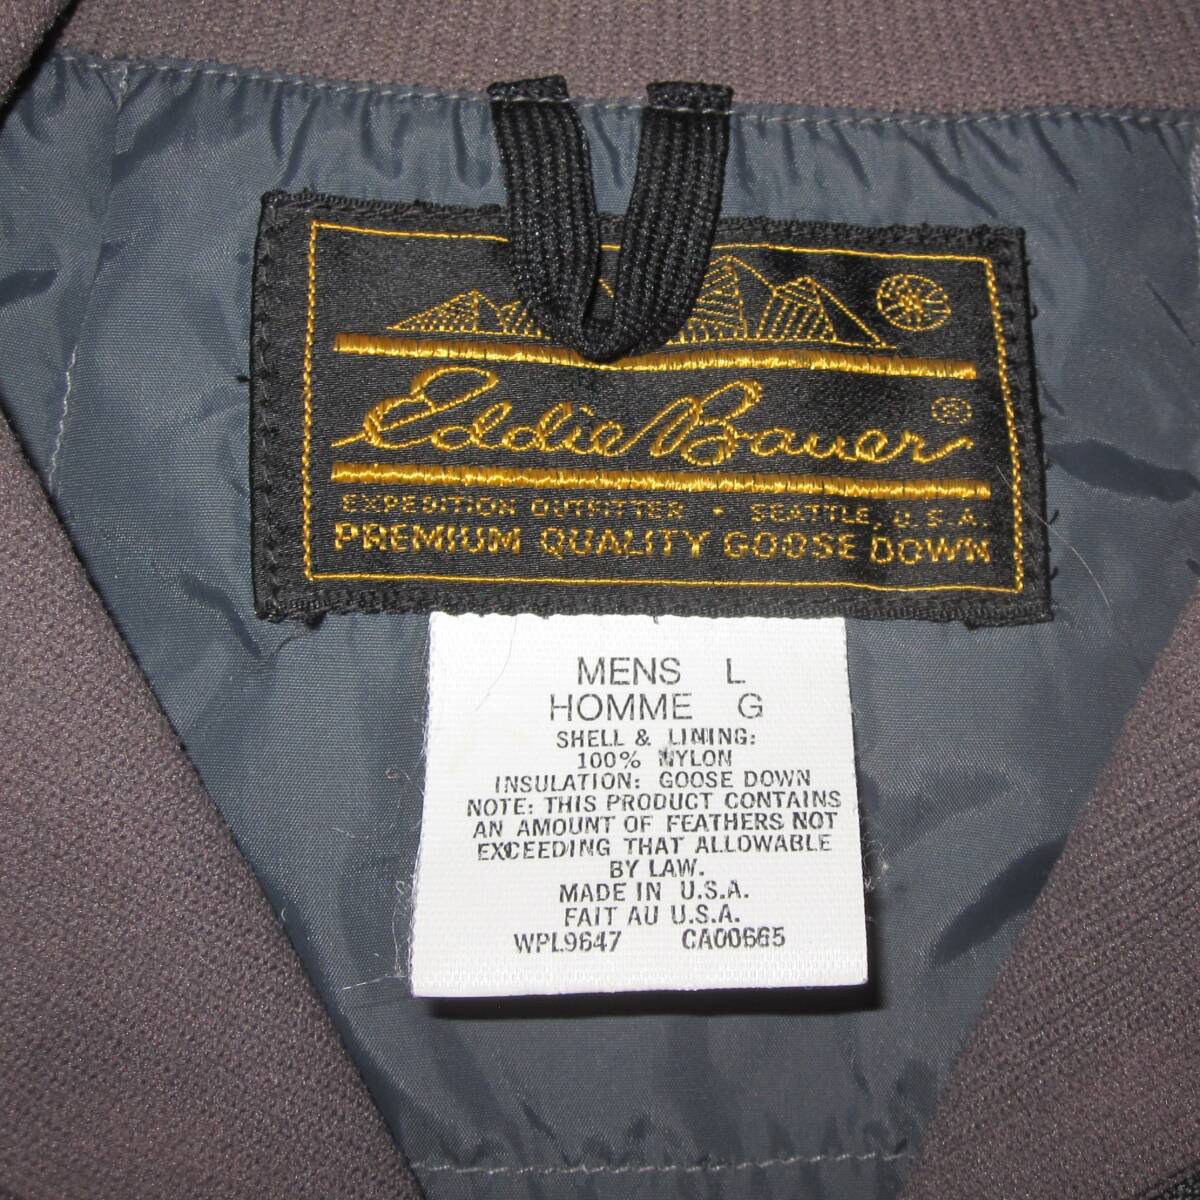 Eddie Bauer ®
EXPEDITION OUTFITTER • SEATTLE, U.S.A.
PREMIUM QUALITY GOOSE DOWN
MENS L
HOMME G
SHELL & LINING:
100% NYLON
INSULATION: GOOSE DOWN
NOTE: THIS PRODUCT CONTAINS
AN AMOUNT OF FEATHERS NOT
EXCEEDING THAT ALLOWABLE
BY LAW.
MADE IN U.S.A.
FAIT AU U.S.A.
WPL9647 CA00665